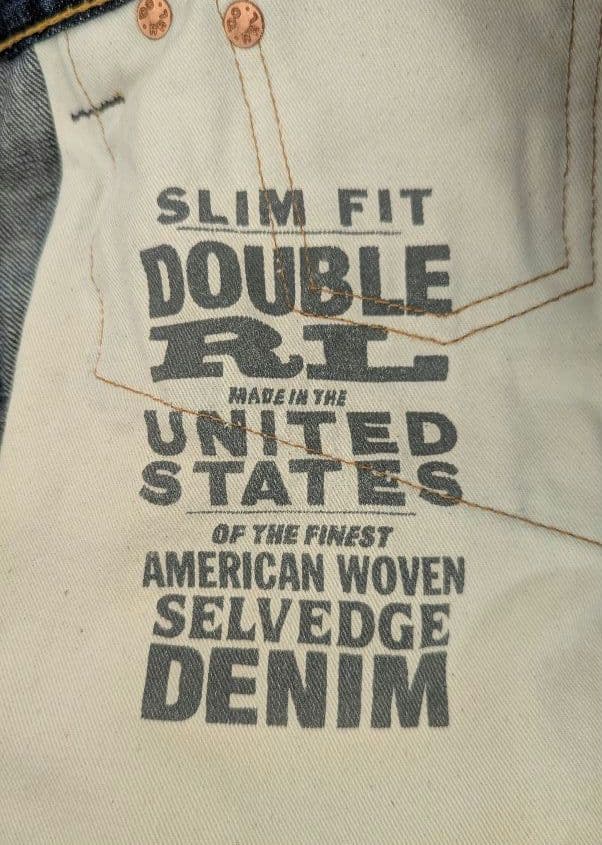 SLIM FIT
DOUBLE
RL
MADE IN THE
UNITED
STATES
OF THE FINEST
AMERICAN WOVEN
SELVEDGE
DENIM